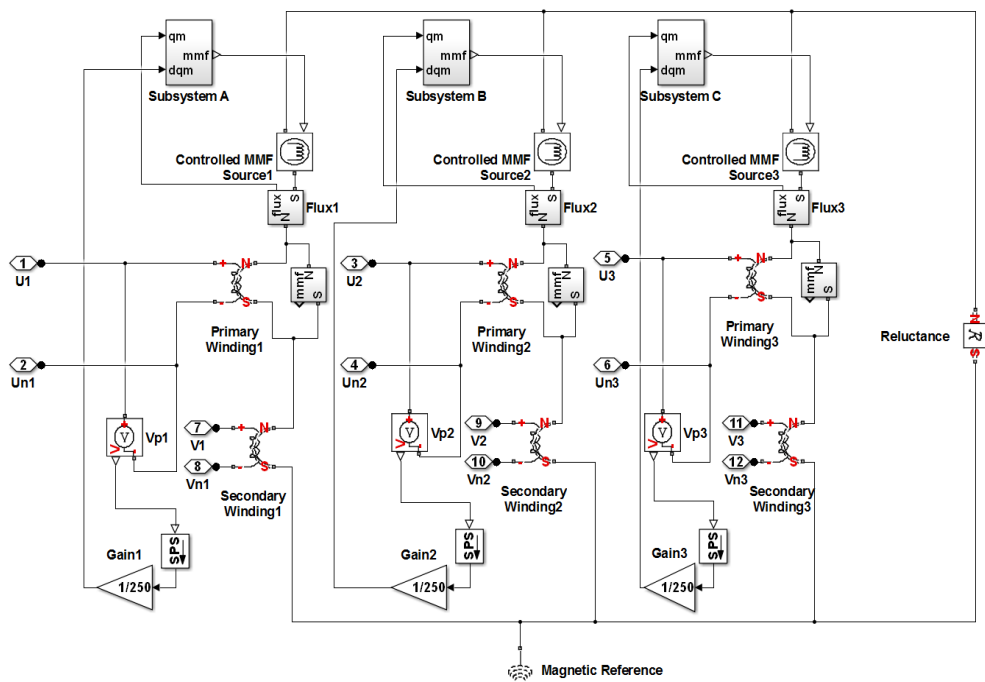 qm
mmf
dqm
Subsystem A
qm
mmf
dqm
Subsystem B
qm
mmf
dqm
Subsystem C
Controlled MMF
Source1
Controlled MMF
Source2
Controlled MMF
Source3
flux
S
N
Flux1
flux
S
N
Flux2
flux
S
N
Flux3
1
U1
+
N
-
S
mmf
N
S
Primary
Winding1
3
U2
+
N
-
S
mmf
N
S
Primary
Winding2
5
U3
+
N
-
S
mmf
N
S
Primary
Winding3
Reluctance
N
R
S
2
Un1
4
Un2
6
Un3
V
+
V
-
Vp1
7
V1
8
Vn1
+
N
-
S
Secondary
Winding1
V
+
V
-
Vp2
9
V2
10
Vn2
+
N
-
S
Secondary
Winding2
V
+
V
-
Vp3
11
V3
12
Vn3
+
N
-
S
Secondary
Winding3
SPS
Gain1
1/250
SPS
Gain2
1/250
SPS
Gain3
1/250
Magnetic Reference